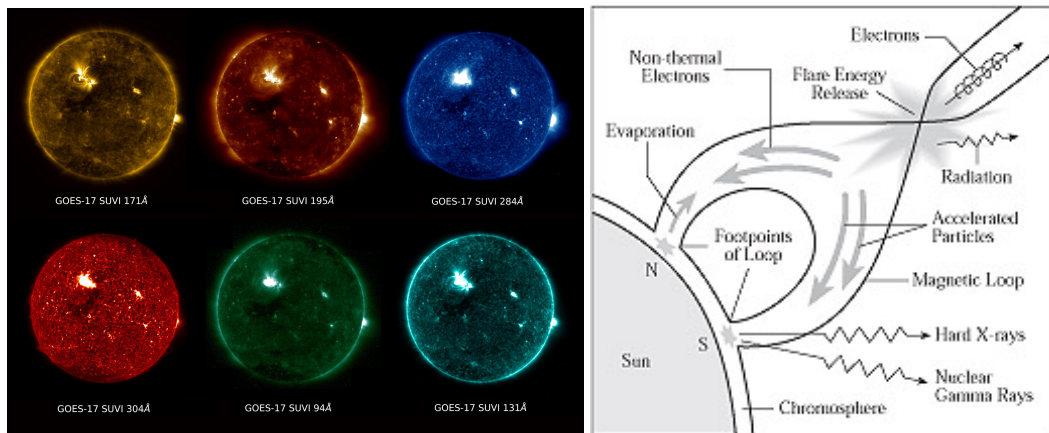 GOES-17 SUVI 171Å
GOES-17 SUVI 195Å
GOES-17 SUVI 284Å
GOES-17 SUVI 304Å
GOES-17 SUVI 94Å
GOES-17 SUVI 131Å
Electrons
Non-thermal
Electrons
Flare Energy
Release
Evaporation
Radiation
Accelerated
Particles
Footpoints
of Loop
N
Magnetic Loop
S
Hard X-rays
Sun
Nuclear
Gamma Rays
Chromosphere